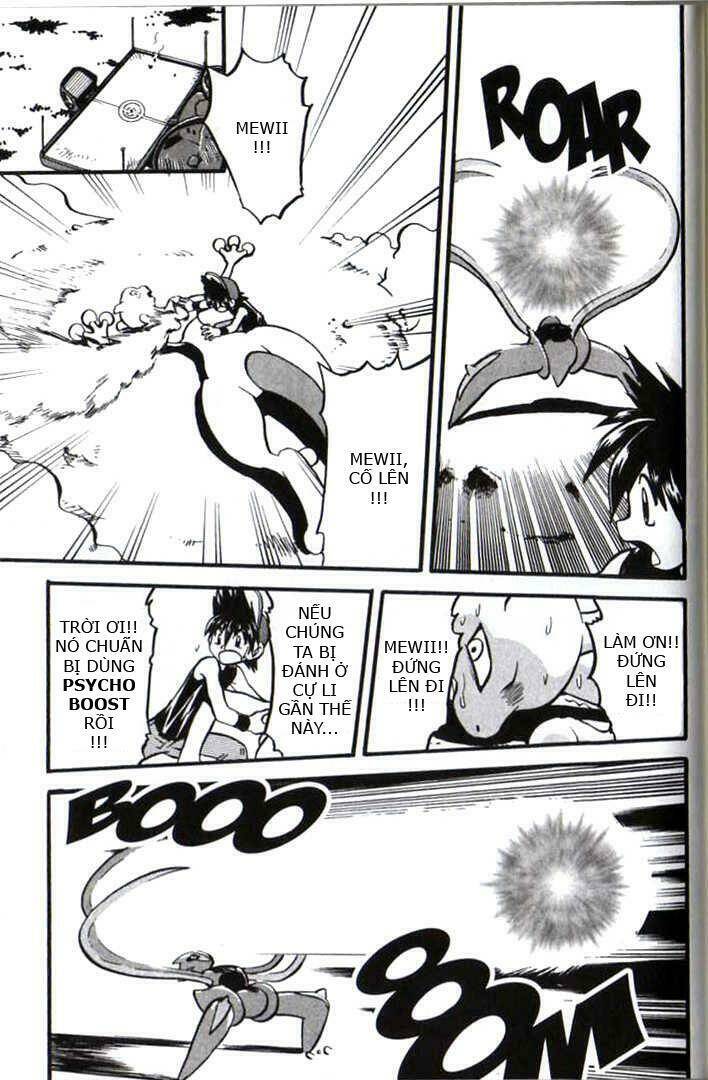 ROAR
MEWII
!!!
MEWII,
CỐ LÊN
!!!
LÀM ƠN!!
ĐỨNG
LÊN
ĐI!!
MEWII!!
ĐỨNG
LÊN ĐI
!!!
NẾU
CHÚNG
TA BỊ
ĐÁNH Ở
CỰ LI
GẦN THẾ
NÀY...
TRỜI ƠI!!
NÓ CHUẨN
BỊ DÙNG
PSYCHO
BOOST
RỒI
!!!
BOOO
OOOM